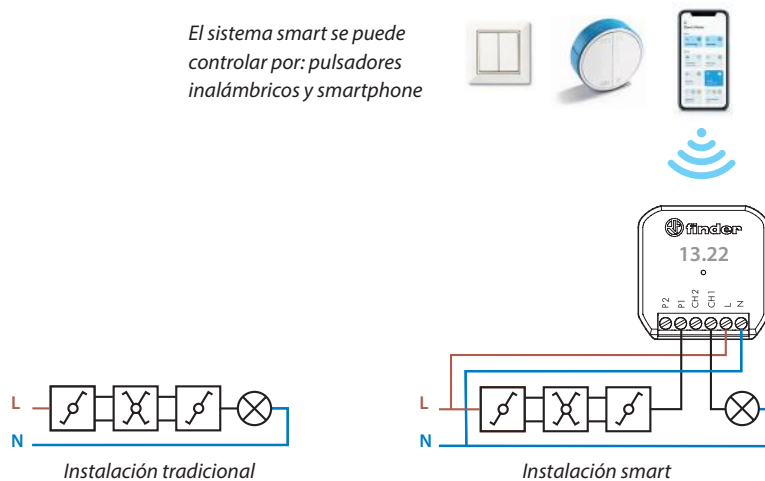 El sistema smart se puede
controlar por: pulsadores
inalámbricos y smartphone
finder
13.22
P2 P1 CH2 CH1 L N
L
N
Instalación tradicional
L
N
Instalación smart